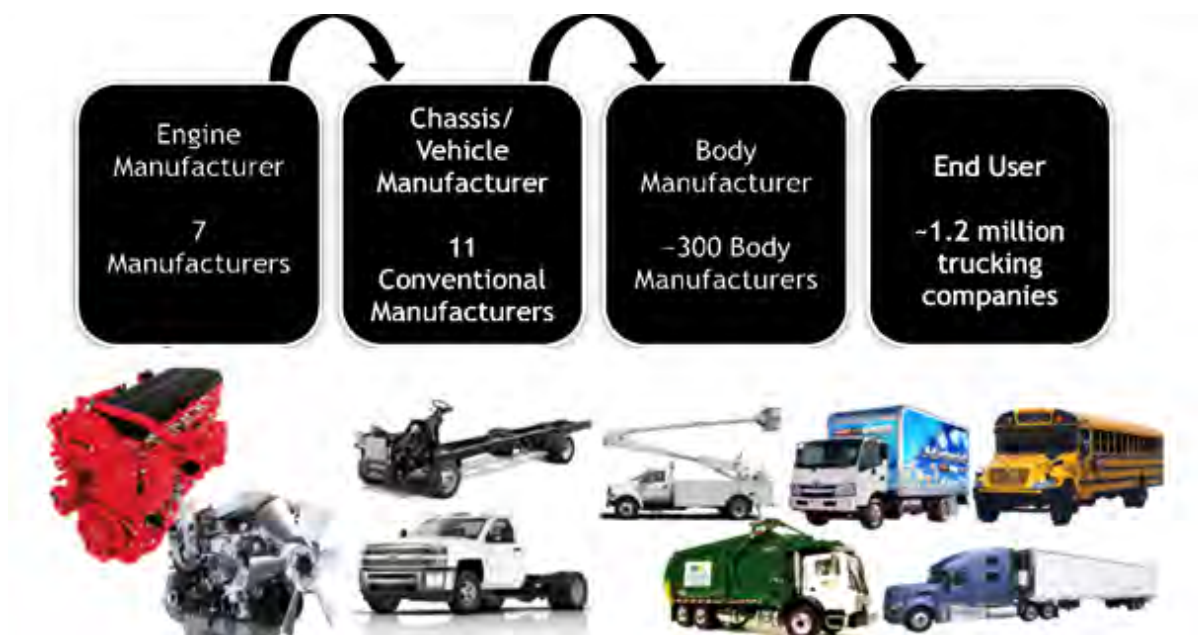 Engine
Manufacturer
7
Manufacturers
Chassis/
Vehicle
Manufacturer
11
Conventional
Manufacturers
Body
Manufacturer
~300 Body
Manufacturers
End User
~1.2 million
trucking
companies